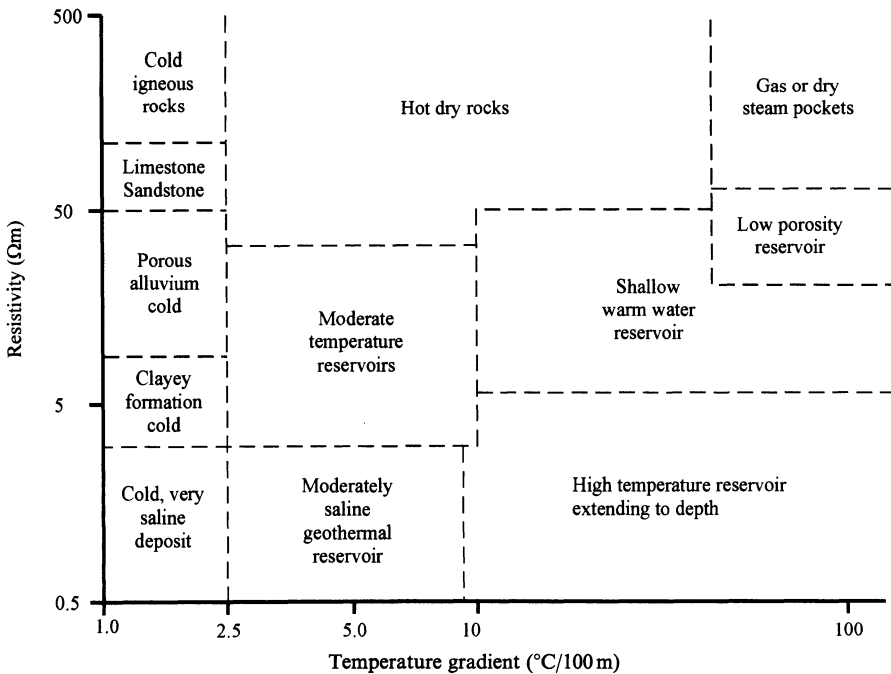 500
Cold
igneous
rocks
Hot dry rocks
Gas or dry
steam pockets
Limestone
Sandstone
50
Low porosity
reservoir
Porous
alluvium
cold
Moderate
temperature
reservoirs
Shallow
warm water
reservoir
Resistivity (Ωm)
Clayey
formation
cold
5
Cold, very
saline
deposit
Moderately
saline
geothermal
reservoir
High temperature reservoir
extending to depth
0.5
1.0
2.5
5.0
10
100
Temperature gradient (°C/100 m)